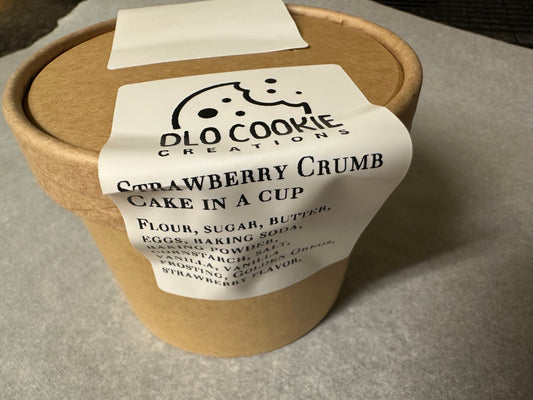 DLO COOKIE
CREATIONS
STRAWBERRY CRUMB
CAKE IN A CUP
FLOUR, SUGAR, BUTTER,
EGGS, BAKING SODA,
BAKING POWDER,
CORNSTARCH, SALT,
VANILLA, VANILLA
FROSTING, GOLDEN OREOS,
STRAWBERRY FLAVOR,